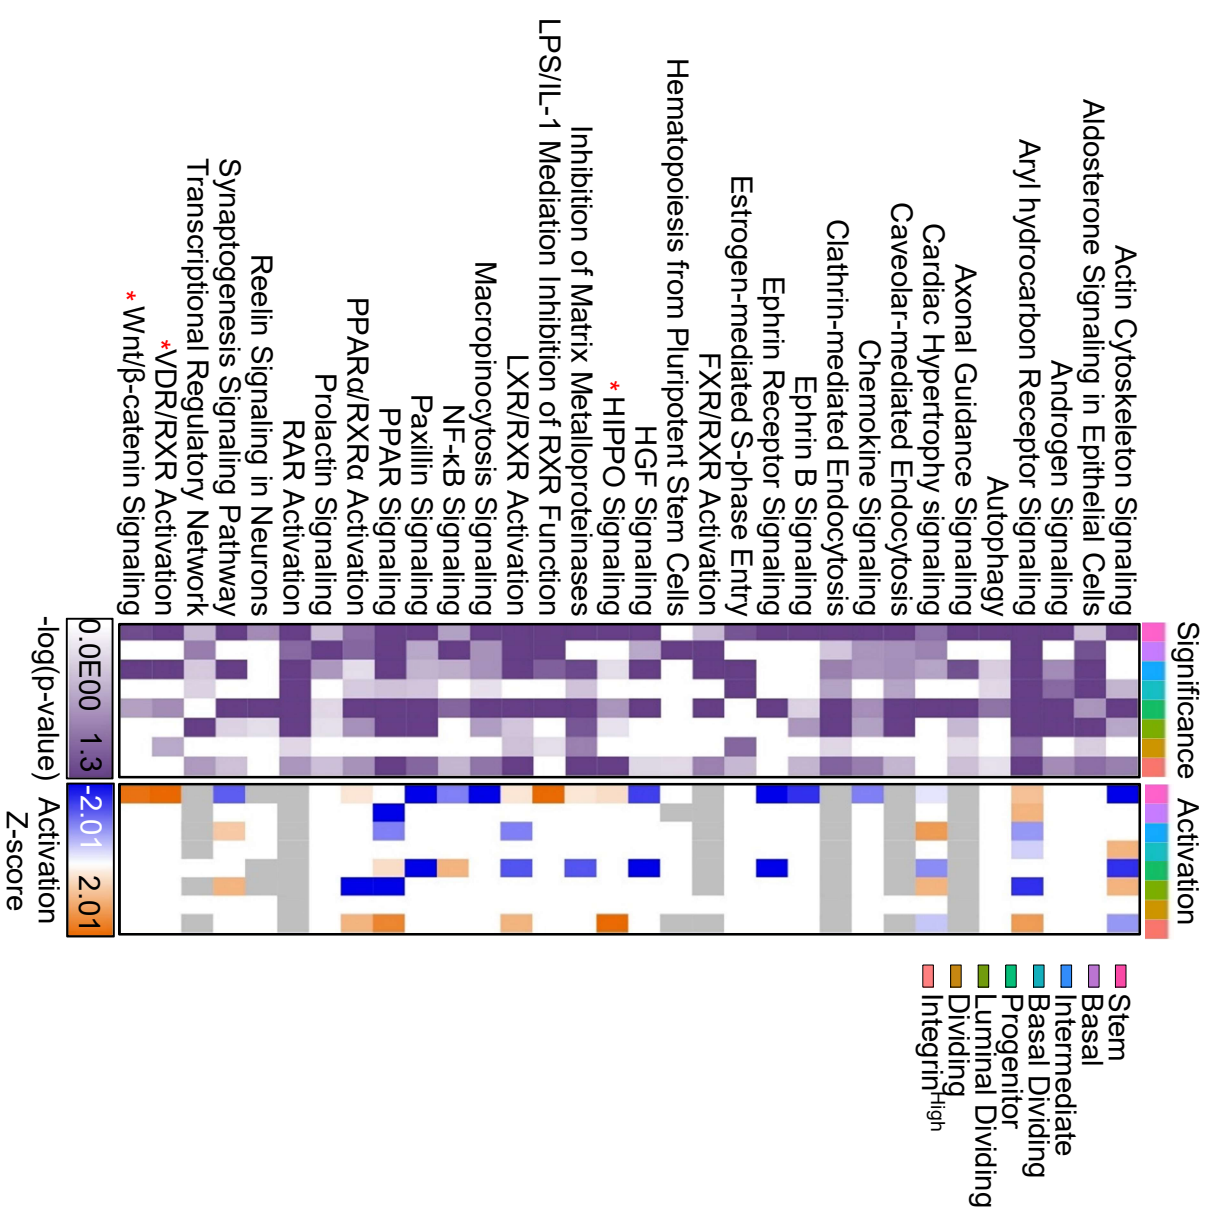 Significance
Activation
Actin Cytoskeleton Signaling
Aldosterone Signaling in Epithelial Cells
Androgen Signaling
Aryl hydrocarbon Receptor Signaling
Autophagy
Axonal Guidance Signaling
Cardiac Hypertrophy signaling
Caveolar-mediated Endocytosis
Chemokine Signaling
Clathrin-mediated Endocytosis
Ephrin B Signaling
Ephrin Receptor Signaling
Estrogen-mediated S-phase Entry
FXR/RXR Activation
Hematopoiesis from Pluripotent Stem Cells
HGF Signaling
* HIPPO Signaling
Inhibition of Matrix Metalloproteinases
LPS/IL-1 Mediation Inhibition of RXR Function
LXR/RXR Activation
Macropinocytosis Signaling
NF-κB Signaling
Paxillin Signaling
PPAR Signaling
PPARα/RXRα Activation
Prolactin Signaling
RAR Activation
Reelin Signaling in Neurons
Synaptogenesis Signaling Pathway
Transcriptional Regulatory Network
*VDR/RXR Activation
* Wnt/β-catenin Signaling
0.0E00 1.3
-log(p-value)
-2.01 2.01
Activation
Z-score
Stem
Basal
Intermediate
Basal Dividing
Progenitor
Luminal Dividing
Dividing
IntegrinHigh